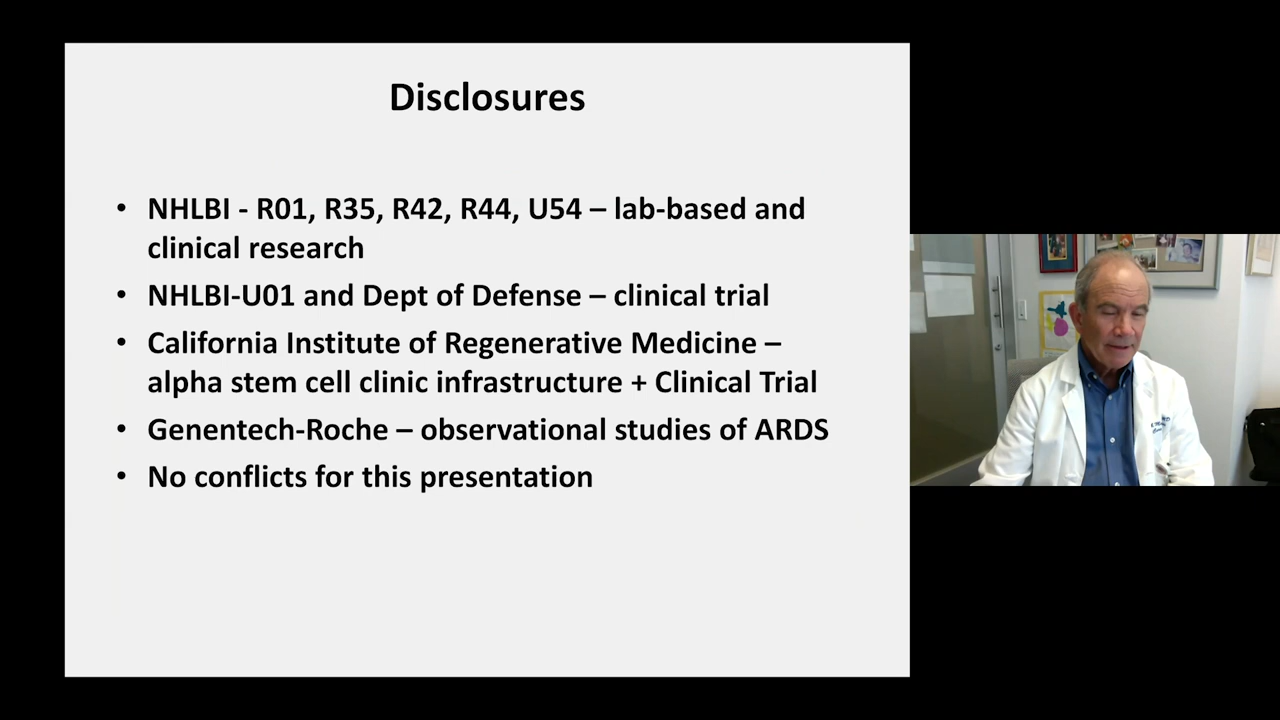 Disclosures
• NHLBI - R01, R35, R42, R44, U54 – lab-based and
clinical research
• NHLBI-U01 and Dept of Defense – clinical trial
• California Institute of Regenerative Medicine –
alpha stem cell clinic infrastructure + Clinical Trial
• Genentech-Roche – observational studies of ARDS
• No conflicts for this presentation